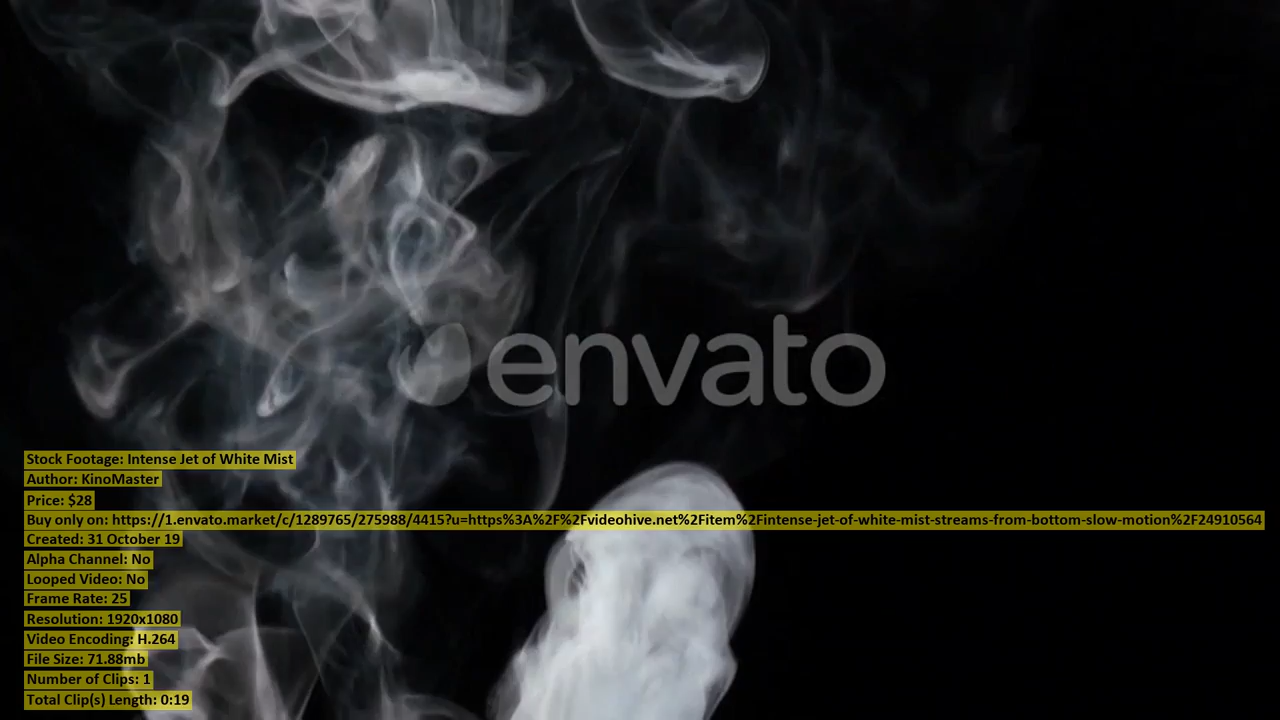 envato
Stock Footage: Intense Jet of White Mist
Author: KinoMaster
Price: $28
Buy only on: https://1.envato.market/c/1289765/275988/4415?u=https%3A%2F%2Fvideohive.net%2Fitem%2Fintense-jet-of-white-mist-streams-from-bottom-slow-motion%2F24910564
Created: 31 October 19
Alpha Channel: No
Looped Video: No
Frame Rate: 25
Resolution: 1920x1080
Video Encoding: H.264
File Size: 71.88mb
Number of Clips: 1
Total Clip(s) Length: 0:19